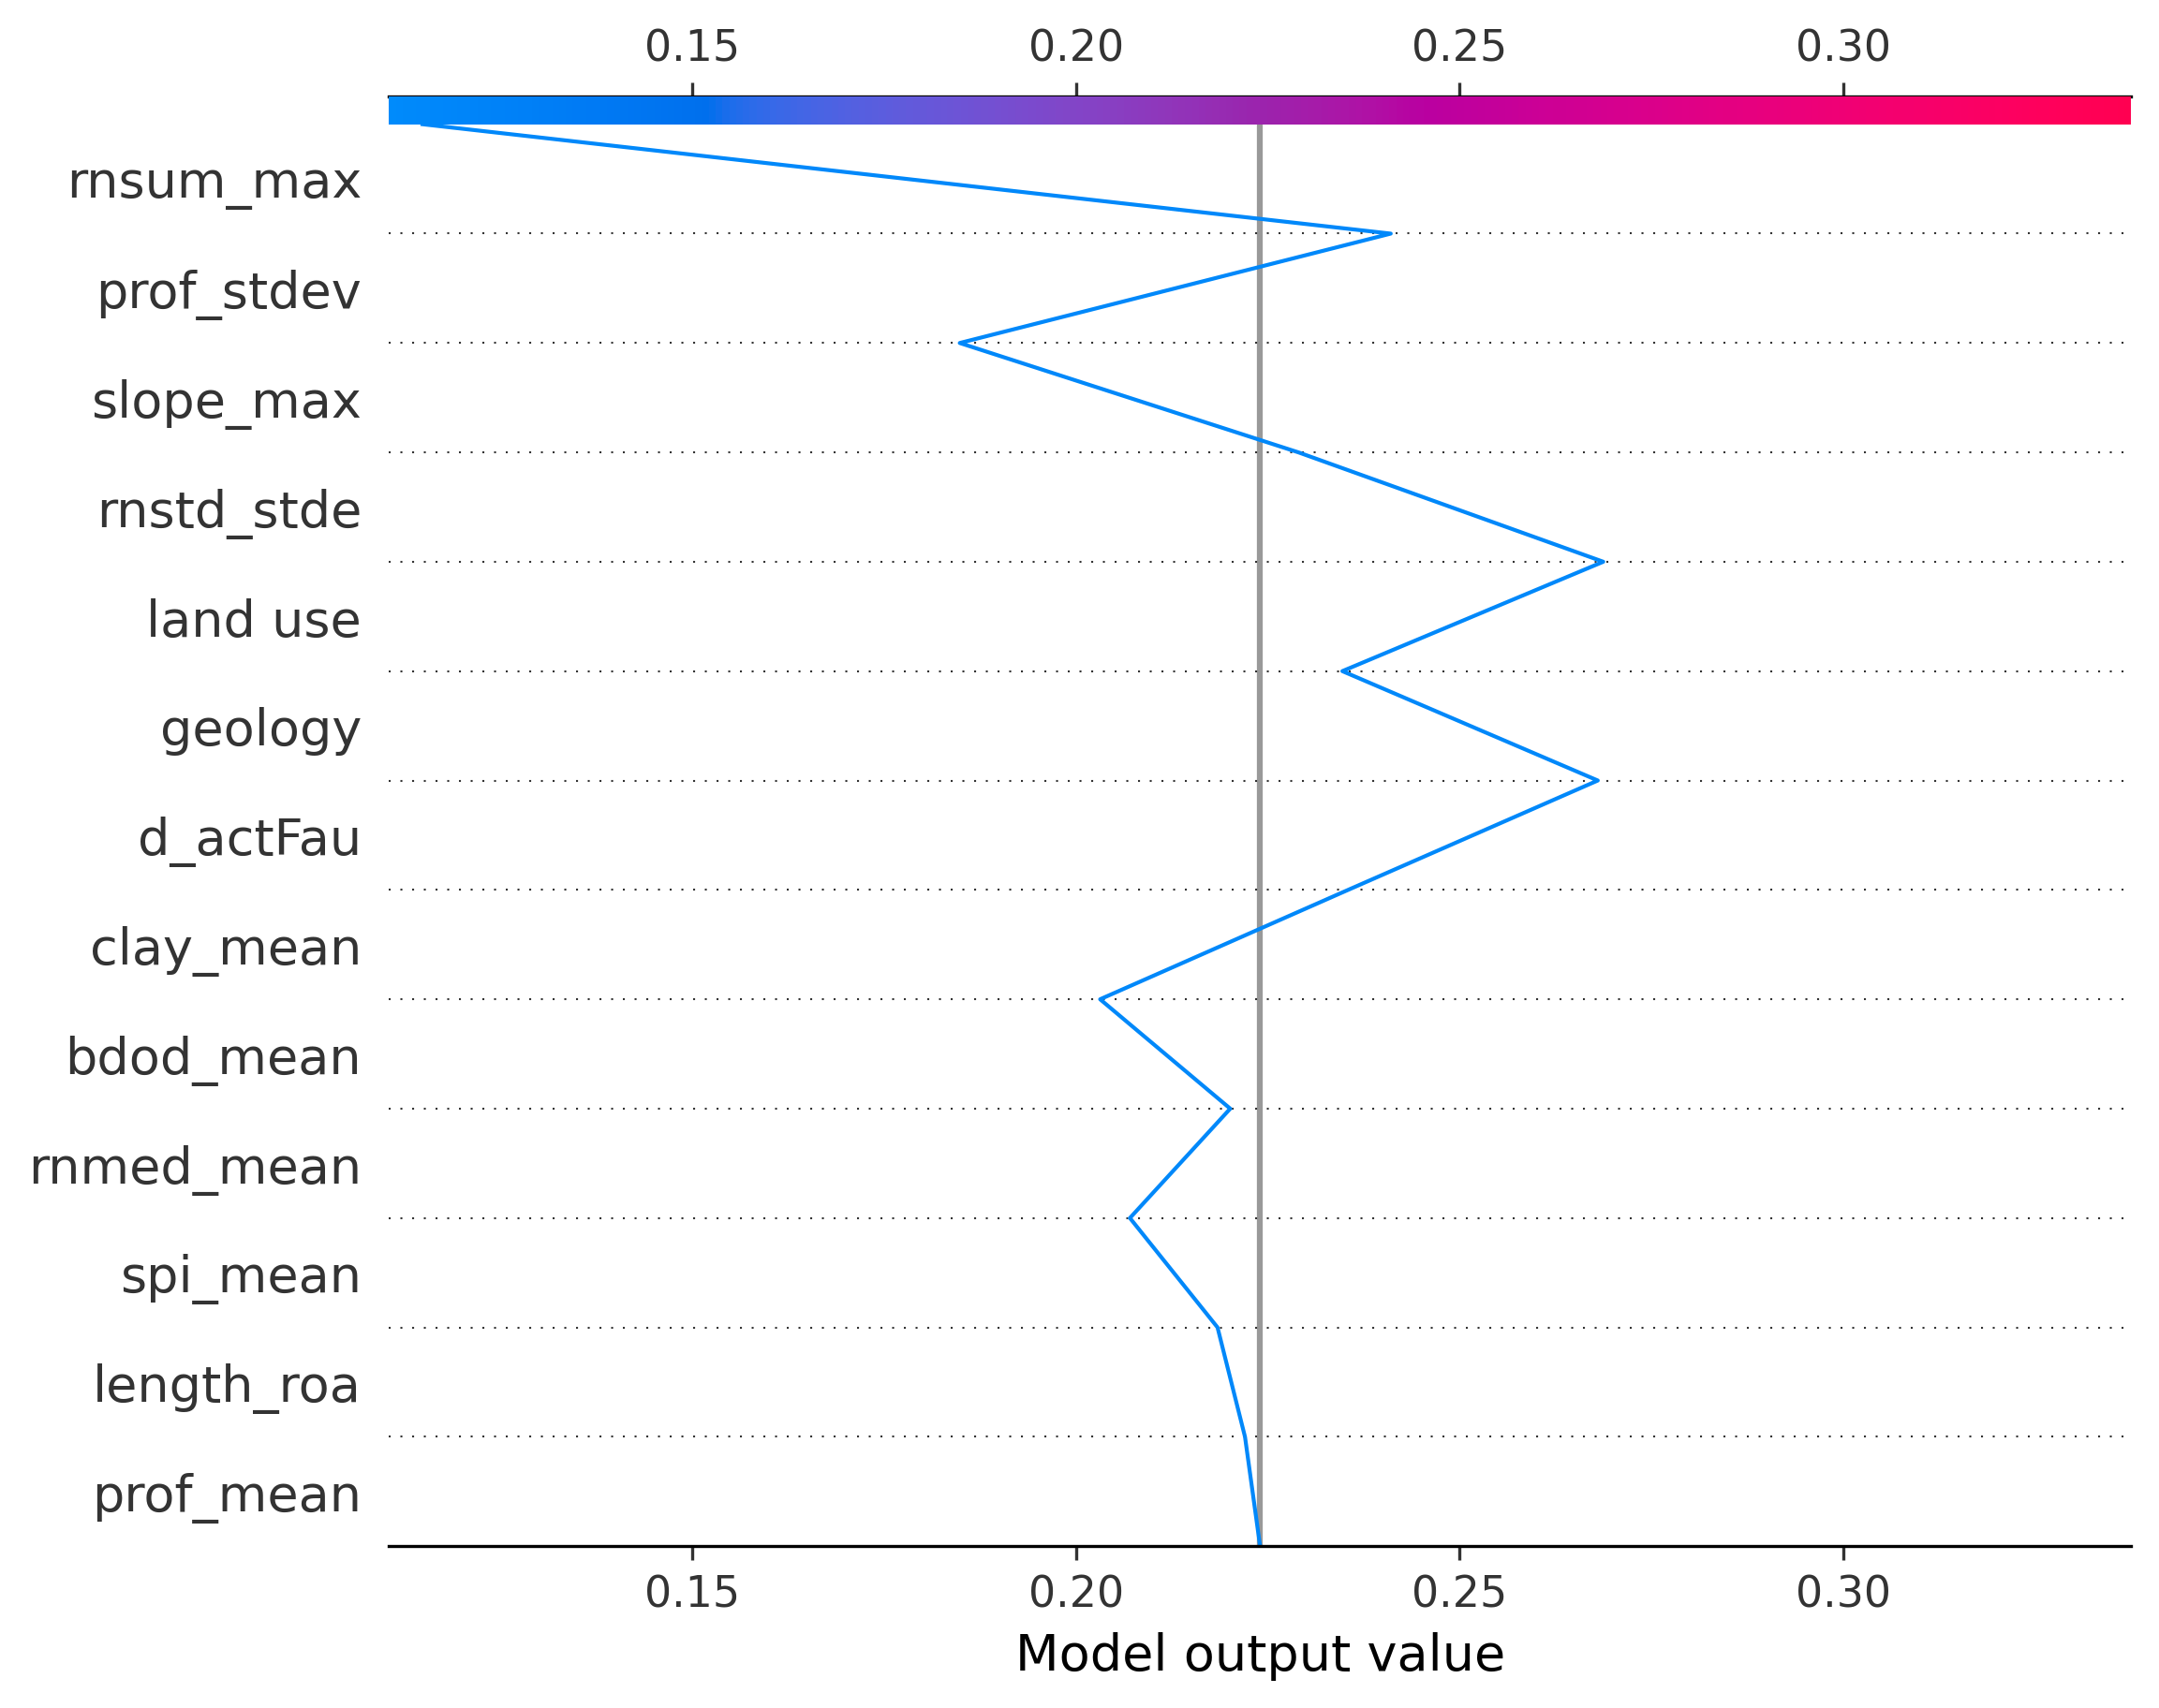 0.15 0.20 0.25 0.30
rnsum_max
prof_stdev
slope_max
rnstd_stde
land use
geology
d_actFau
clay_mean
bdod_mean
rnmed_mean
spi_mean
length_roa
prof_mean
0.15 0.20 0.25 0.30
Model output value